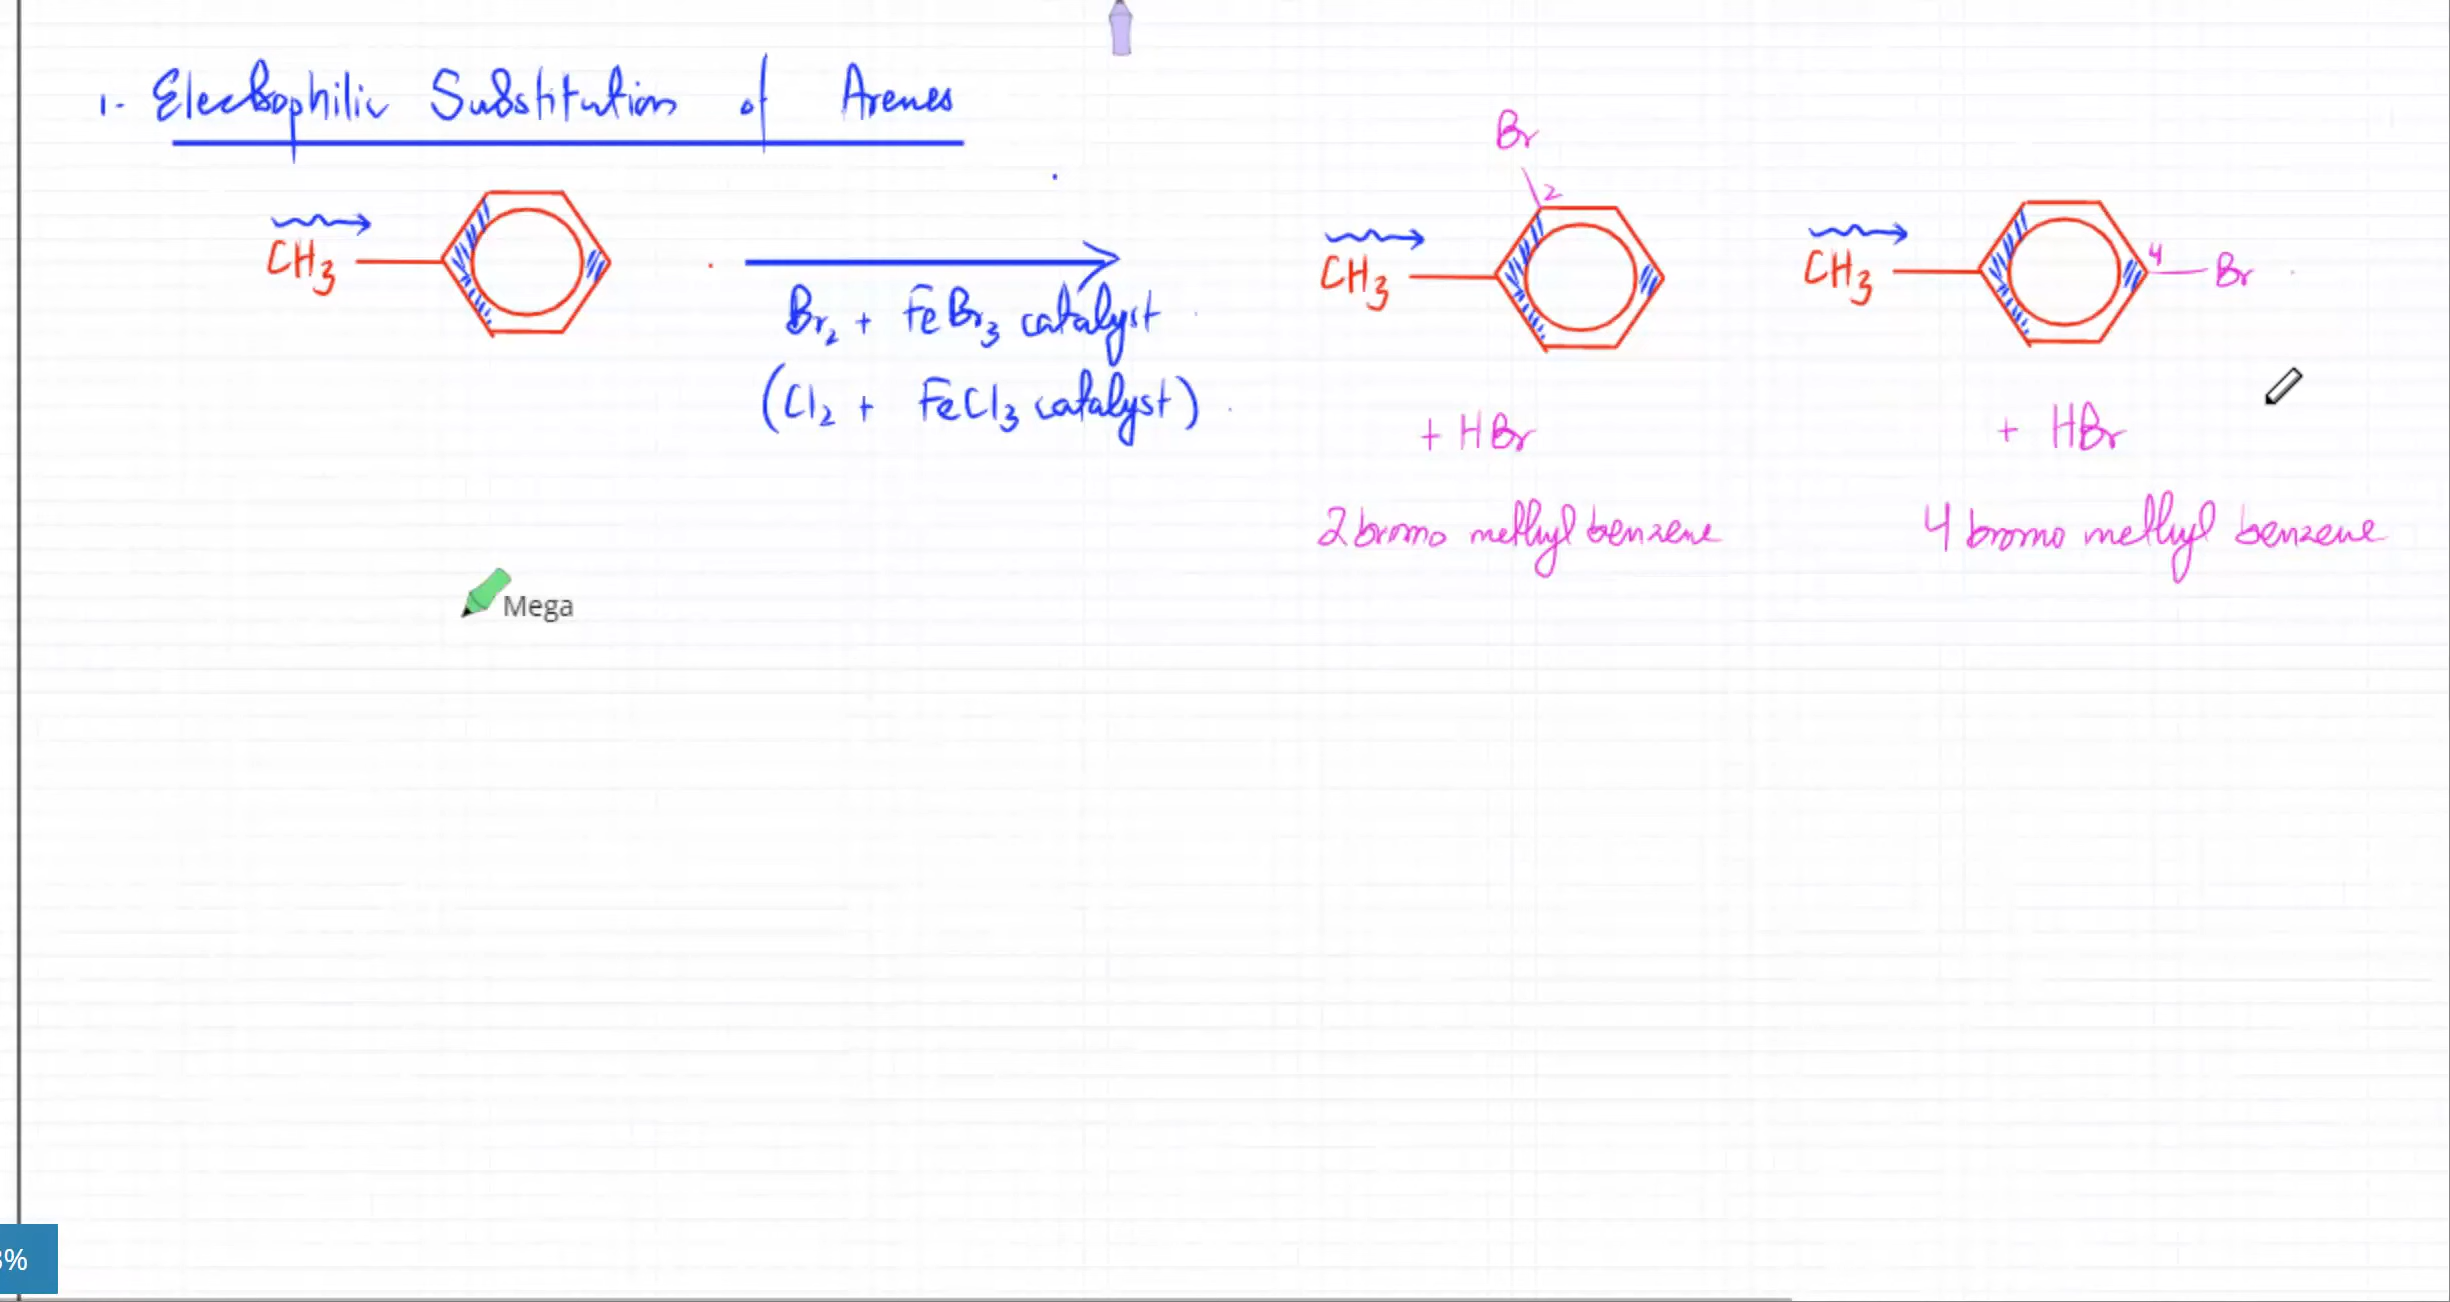 1. Electrophilic Substitution of Arenes
Br
2
CH3
CH3
CH3
4
Br
Br2 + FeBr3 catalyst
(Cl2 + FeCl3 catalyst)
+ HBr
+ HBr
2 bromo methyl benzene
4 bromo methyl benzene
Mega
3%